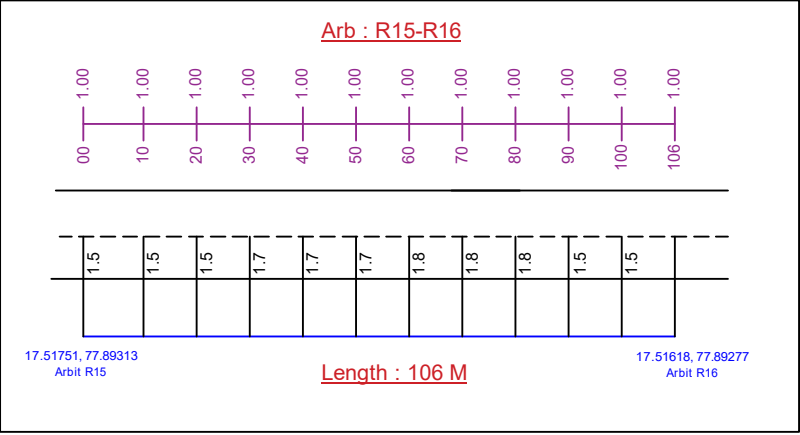 Arb : R15-R16
1.00 1.00 1.00 1.00 1.00 1.00 1.00 1.00 1.00 1.00 1.00 1.00
00 10 20 30 40 50 60 70 80 90 100 106
1.5 1.5 1.5 1.7 1.7 1.7 1.8 1.8 1.8 1.5 1.5
17.51751, 77.89313
Arbit R15
Length : 106 M
17.51618, 77.89277
Arbit R16